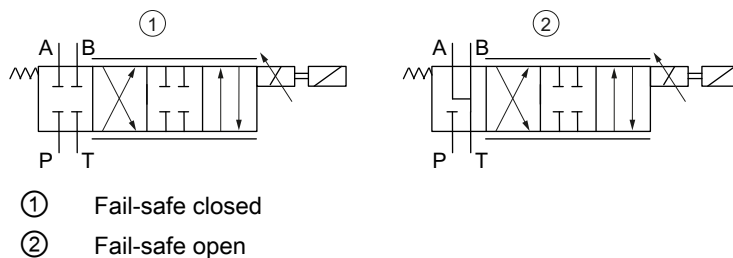 ① ②
A B A B
P T P T
① Fail-safe closed
② Fail-safe open